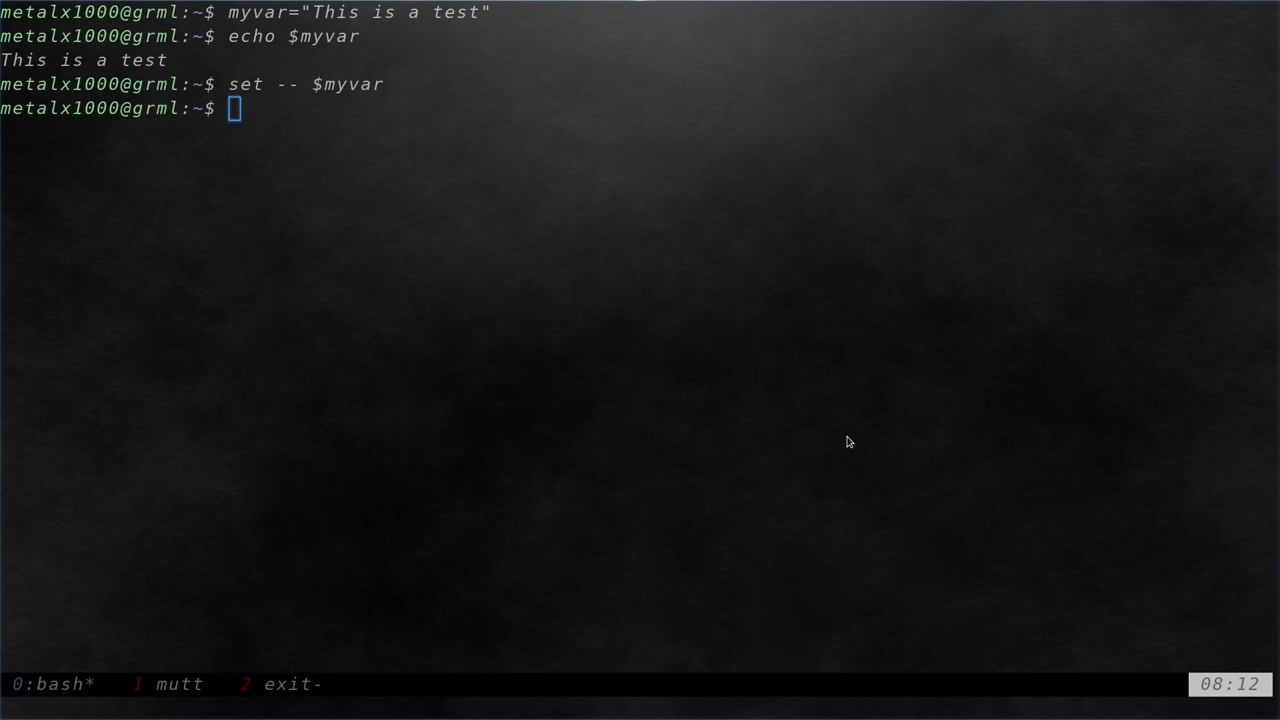 metalx1000@grml:~$ myvar="This is a test"
metalx1000@grml:~$ echo $myvar
This is a test
metalx1000@grml:~$ set -- $myvar
metalx1000@grml:~$
0:bash* 1 mutt 2 exit- 08:12